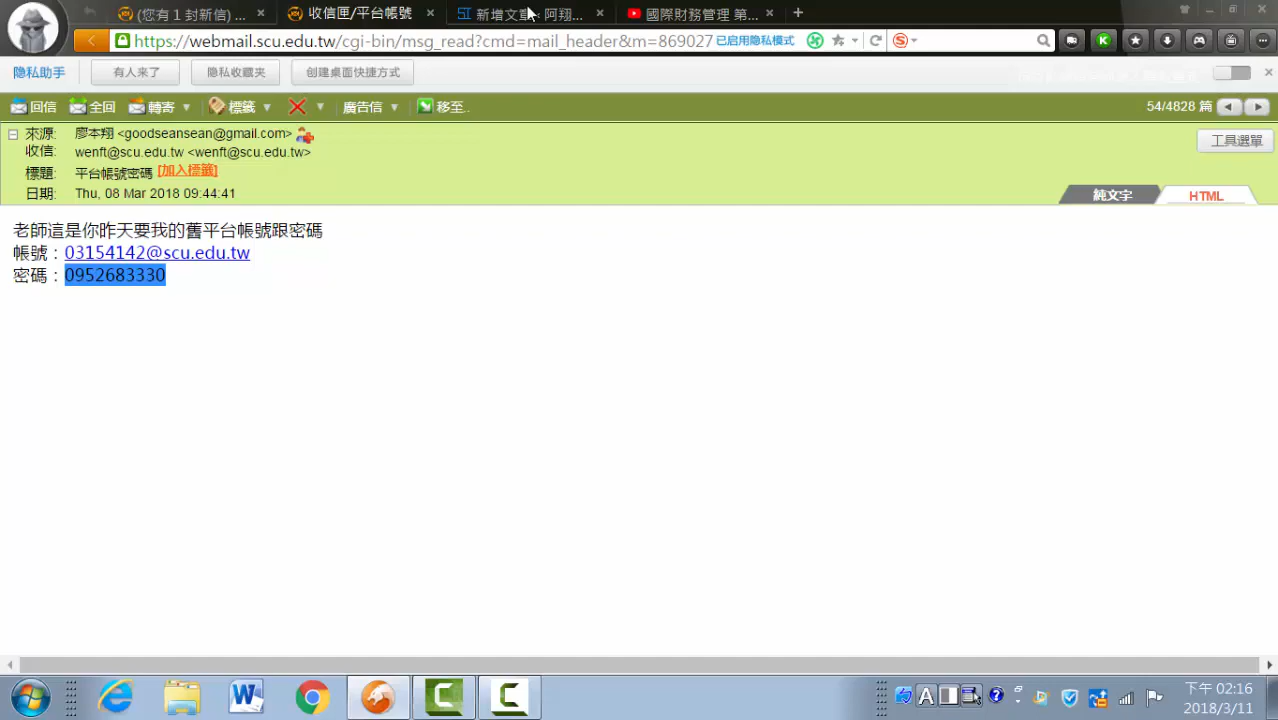 (您有 1 封新信) ...
收信匣/平台帳號
新增文章 ‹ 阿翔...
國際財務管理 第...
https://webmail.scu.edu.tw/cgi-bin/msg_read?cmd=mail_header&m=869027
已启用隐私模式
隐私助手
有人来了
隐私收藏夹
创建桌面快捷方式
回信
全回
轉寄
標籤
廣告信
移至..
54/4828 篇
來源: 廖本翔 <goodseansean@gmail.com>
工具選單
收信: wenft@scu.edu.tw <wenft@scu.edu.tw>
標題: 平台帳號密碼 [加入標籤]
日期: Thu, 08 Mar 2018 09:44:41
純文字
HTML
老師這是你昨天要我的舊平台帳號跟密碼
帳號：03154142@scu.edu.tw
密碼：0952683330
下午 02:16
2018/3/11